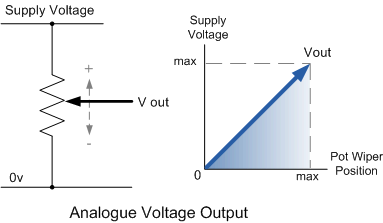 Supply Voltage
+
V out
-
0v
Supply
Voltage
max
Vout
0
max
Pot Wiper
Position
Analogue Voltage Output